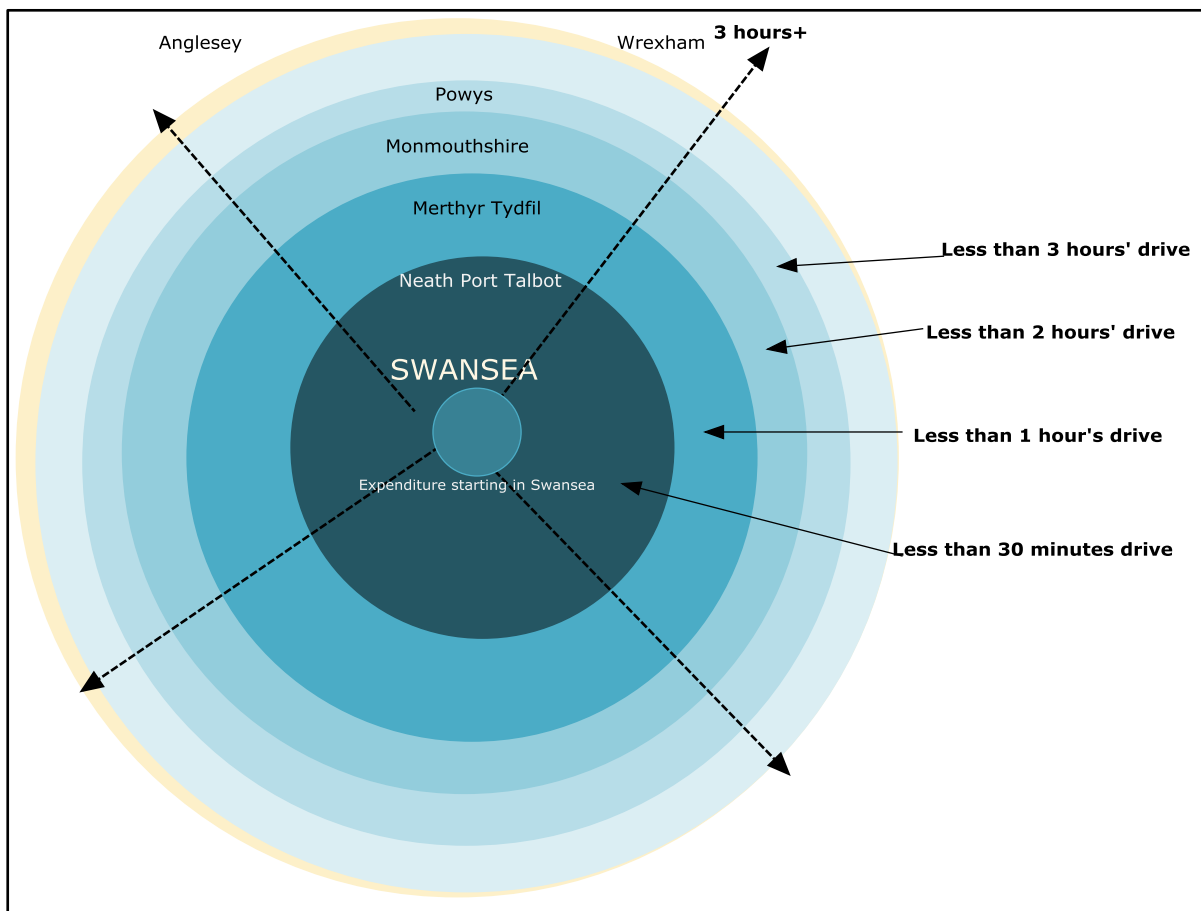 Anglesey
Wrexham
3 hours+
Powys
Monmouthshire
Merthyr Tydfil
Less than 3 hours' drive
Neath Port Talbot
Less than 2 hours' drive
SWANSEA
Less than 1 hour's drive
Expenditure starting in Swansea
Less than 30 minutes drive